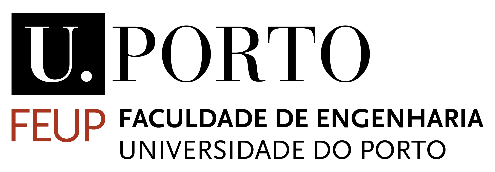 U. PORTO
FEUP FACULDADE DE ENGENHARIA
UNIVERSIDADE DO PORTO